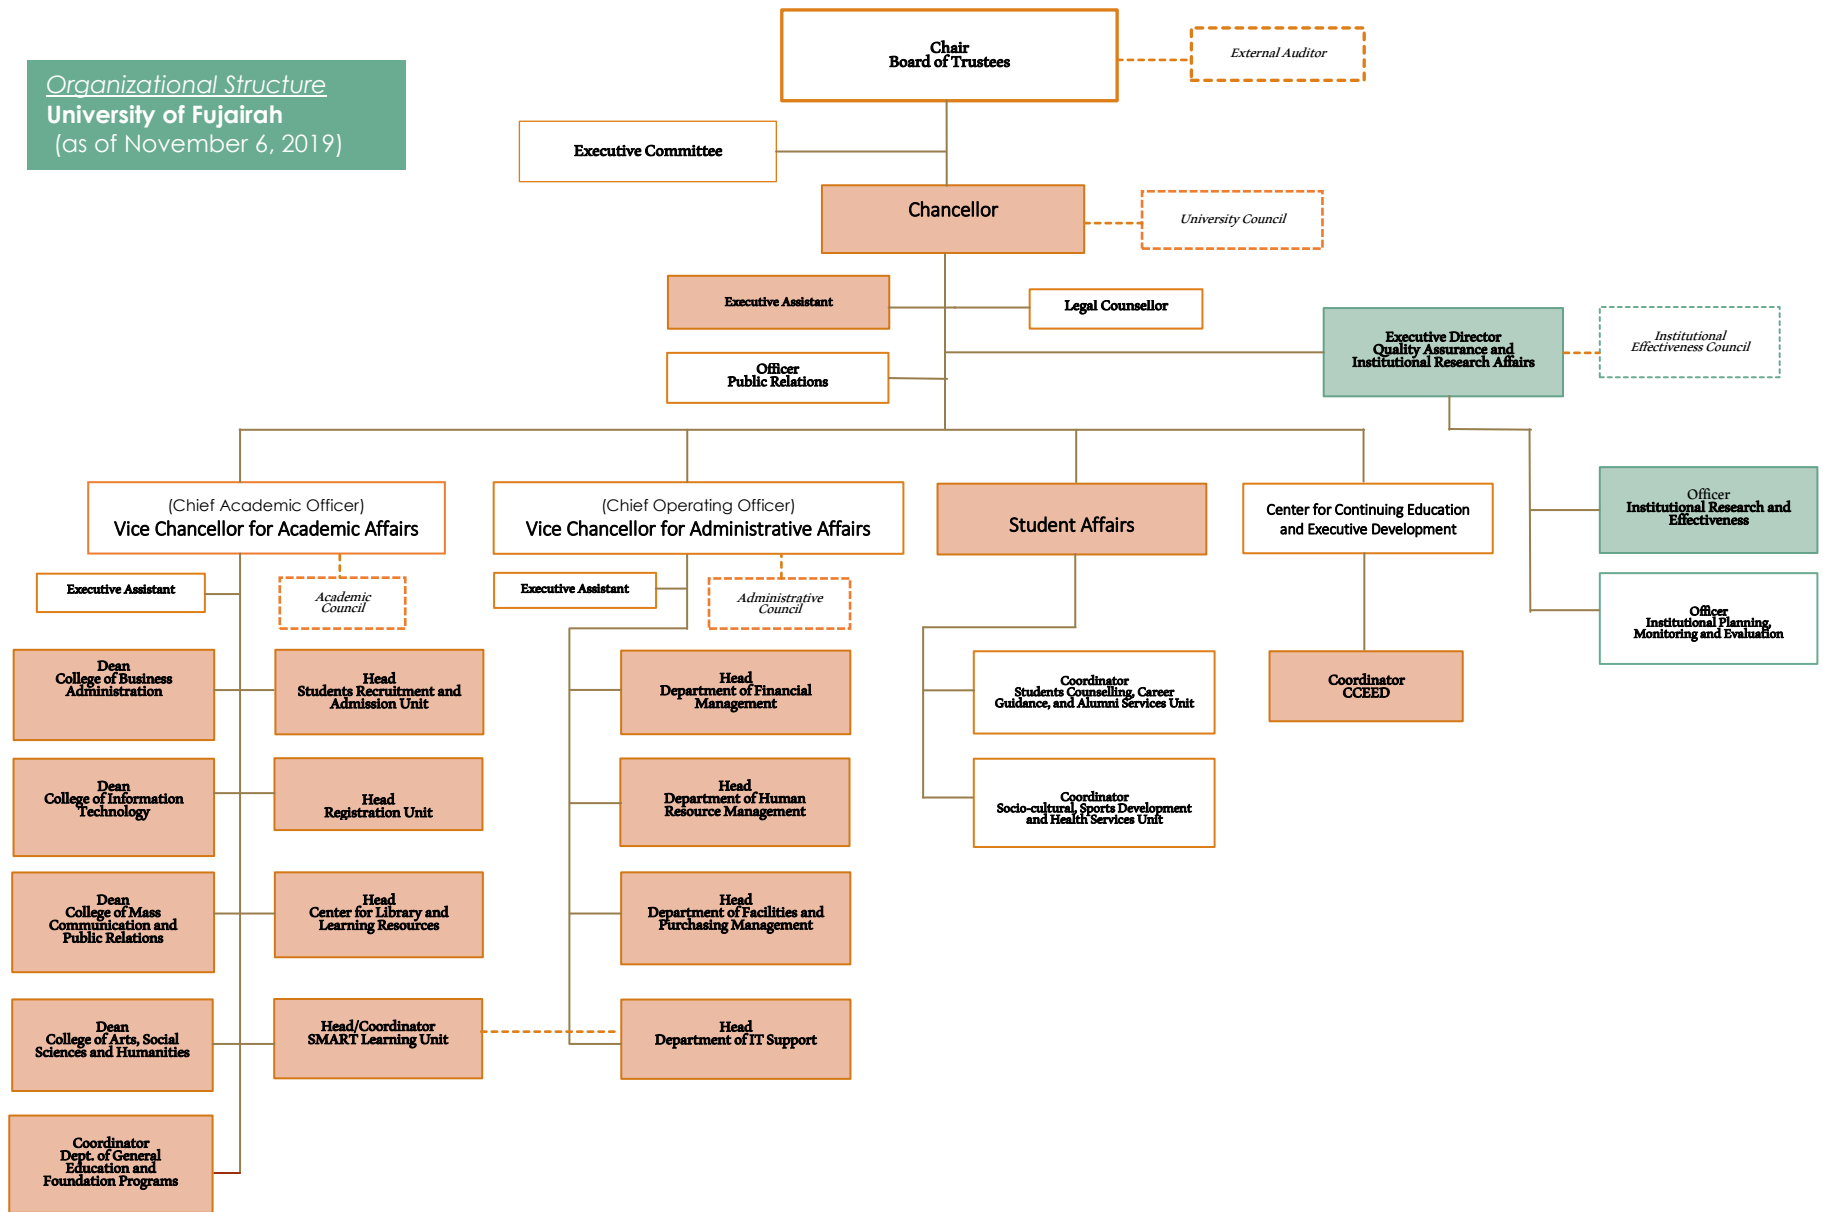 Organizational Structure
University of Fujairah
(as of November 6, 2019)
Chair
Board of Trustees
External Auditor
Executive Committee
Chancellor
University Council
Executive Assistant
Legal Counsellor
Officer
Public Relations
Executive Director
Quality Assurance and
Institutional Research Affairs
Institutional
Effectiveness Council
(Chief Academic Officer)
Vice Chancellor for Academic Affairs
(Chief Operating Officer)
Vice Chancellor for Administrative Affairs
Student Affairs
Center for Continuing Education
and Executive Development
Officer
Institutional Research and
Effectiveness
Executive Assistant
Academic
Council
Executive Assistant
Administrative
Council
Officer
Institutional Planning,
Monitoring and Evaluation
Dean
College of Business
Administration
Head
Students Recruitment and
Admission Unit
Head
Department of Financial
Management
Coordinator
Students Counselling, Career
Guidance, and Alumni Services Unit
Coordinator
CCEED
Dean
College of Information
Technology
Head
Registration Unit
Head
Department of Human
Resource Management
Coordinator
Socio-cultural, Sports Development
and Health Services Unit
Dean
College of Mass
Communication and
Public Relations
Head
Center for Library and
Learning Resources
Head
Department of Facilities and
Purchasing Management
Dean
College of Arts, Social
Sciences and Humanities
Head/Coordinator
SMART Learning Unit
Head
Department of IT Support
Coordinator
Dept. of General
Education and
Foundation Programs